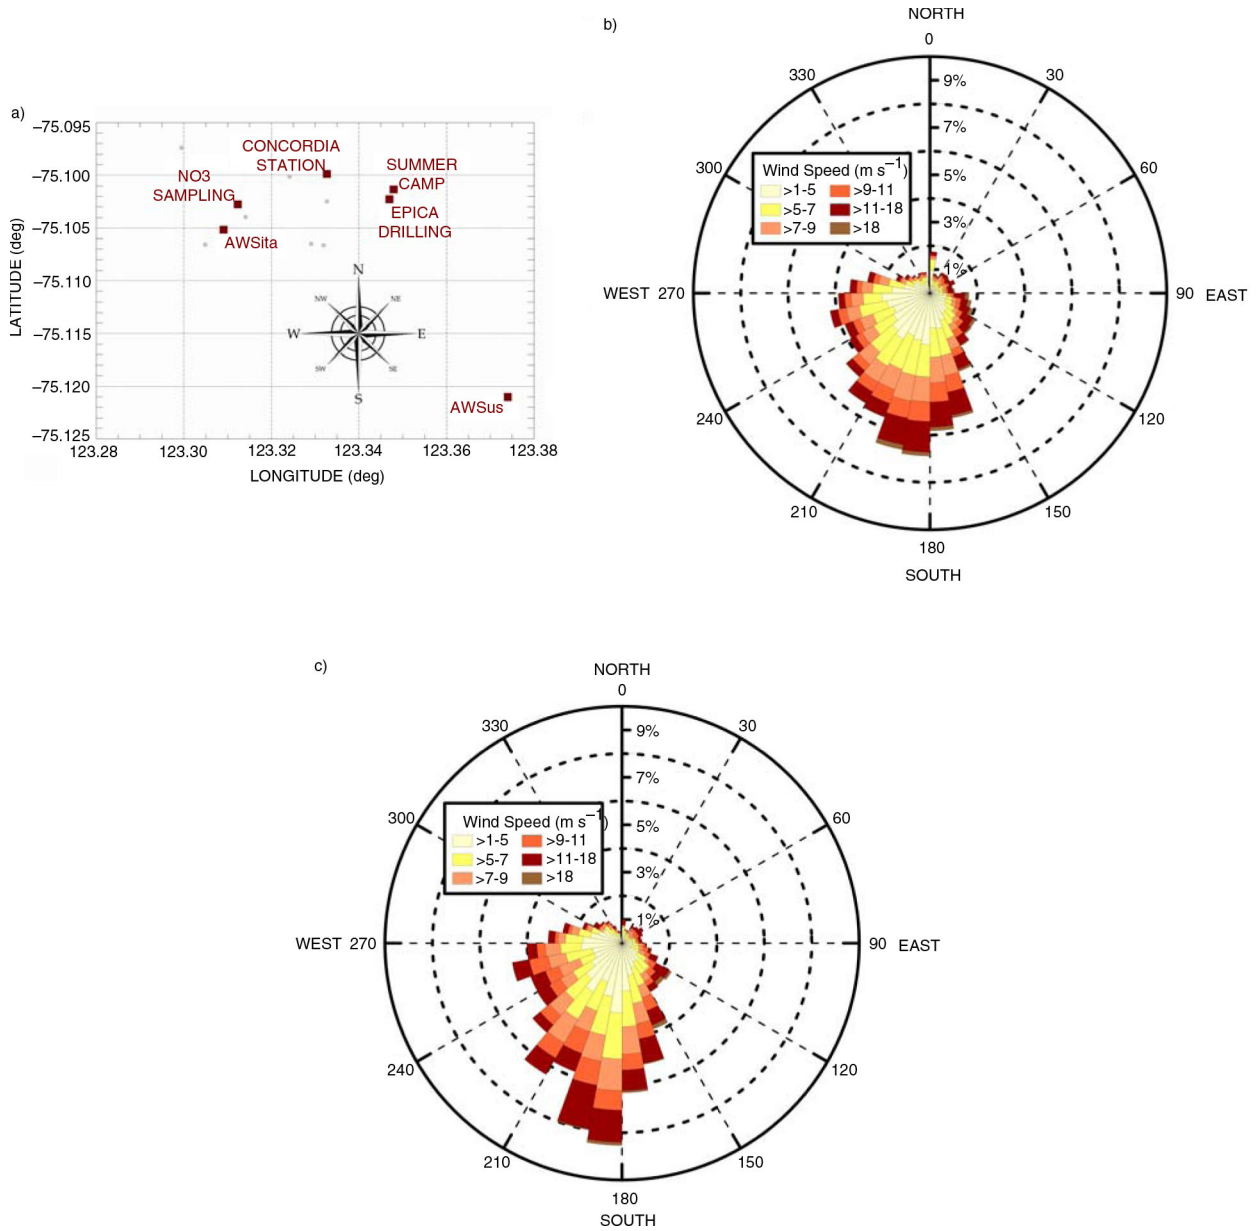 a)
−75.095
−75.100
−75.105
−75.110
−75.115
−75.120
−75.125
LATITUDE (deg)
CONCORDIA
STATION
NO3
SAMPLING
SUMMER
CAMP
EPICA
DRILLING
AWSita
AWSus
N
NW
NE
W
E
SW
SE
S
123.28
123.30
123.32
123.34
123.36
123.38
LONGITUDE (deg)
b)
NORTH
0
330
30
300
60
WEST 270
90 EAST
240
120
210
150
180
SOUTH
9%
7%
5%
3%
1%
Wind Speed (m s−1)
>1-5
>9-11
>5-7
>11-18
>7-9
>18
c)
NORTH
0
330
30
300
60
WEST 270
90 EAST
240
120
210
150
180
SOUTH
9%
7%
5%
3%
1%
Wind Speed (m s−1)
>1-5
>9-11
>5-7
>11-18
>7-9
>18